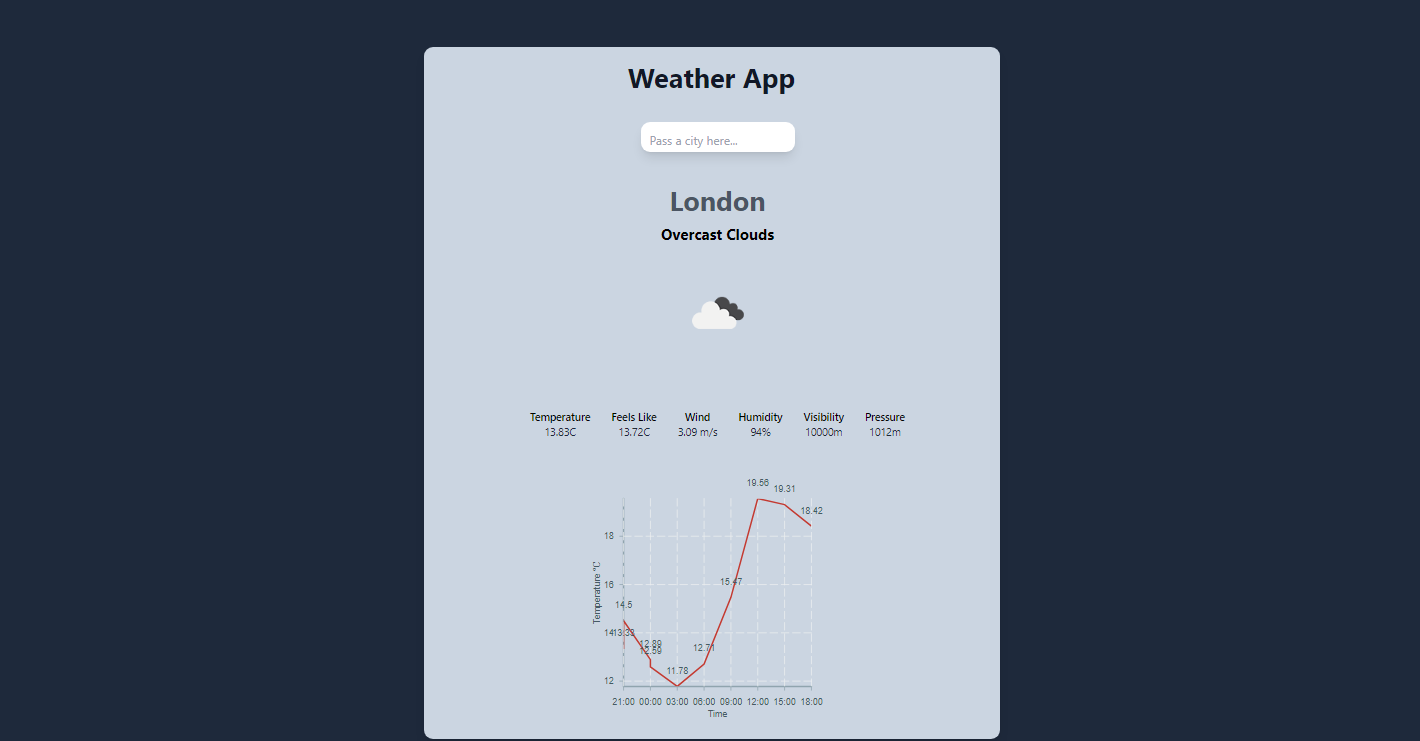 Weather App
Pass a city here...
London
Overcast Clouds
Temperature Feels Like Wind Humidity Visibility Pressure
13.83C 13.72C 3.09 m/s 94% 10000m 1012m
19.56
19.31
18.42
18
16
15.47
14.5
14
13.33
12.89
12.59
12.71
11.78
12
Temperature °C
21:00 00:00 03:00 06:00 09:00 12:00 15:00 18:00
Time